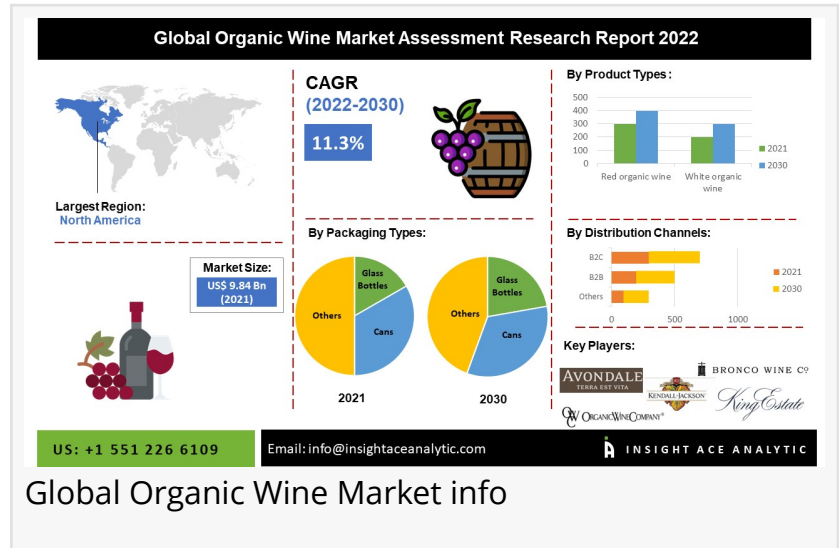 Global Organic Wine Market Assessment Research Report 2022
Largest Region:
North America
Market Size:
US$ 9.84 Bn
(2021)
CAGR
(2022-2030)
11.3%
By Packaging Types:
Glass
Bottles
Others
Cans
2021
Glass
Bottles
Others
Cans
2030
By Product Types :
500
400
300
200
100
0
Red organic wine
White organic
wine
2021
2030
By Distribution Channels:
B2C
B2B
Others
0
500
1000
2021
2030
Key Players:
AVONDALE
TERRA EST VITA
KENDALL-JACKSON
BRONCO WINE CO
King Estate
OWC ORGANIC WINE COMPANY
US: +1 551 226 6109
Email: info@insightaceanalytic.com
INSIGHT ACE ANALYTIC
Global Organic Wine Market info